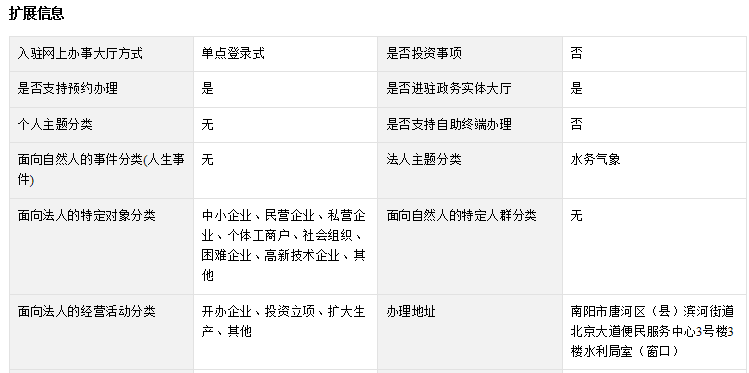 扩展信息
入驻网上办事大厅方式 单点登录式 是否投资事项 否
是否支持预约办理 是 是否进驻政务实体大厅 是
个人主题分类 无 是否支持自助终端办理 否
面向自然人的事件分类(人生事
件) 无 法人主题分类 水务气象
面向法人的特定对象分类 中小企业、民营企业、私营企
业、个体工商户、社会组织、
困难企业、高新技术企业、其
他 面向自然人的特定人群分类 无
面向法人的经营活动分类 开办企业、投资立项、扩大生
产、其他 办理地址 南阳市唐河区（县）滨河街道
北京大道便民服务中心3号楼3
楼水利局室（窗口）